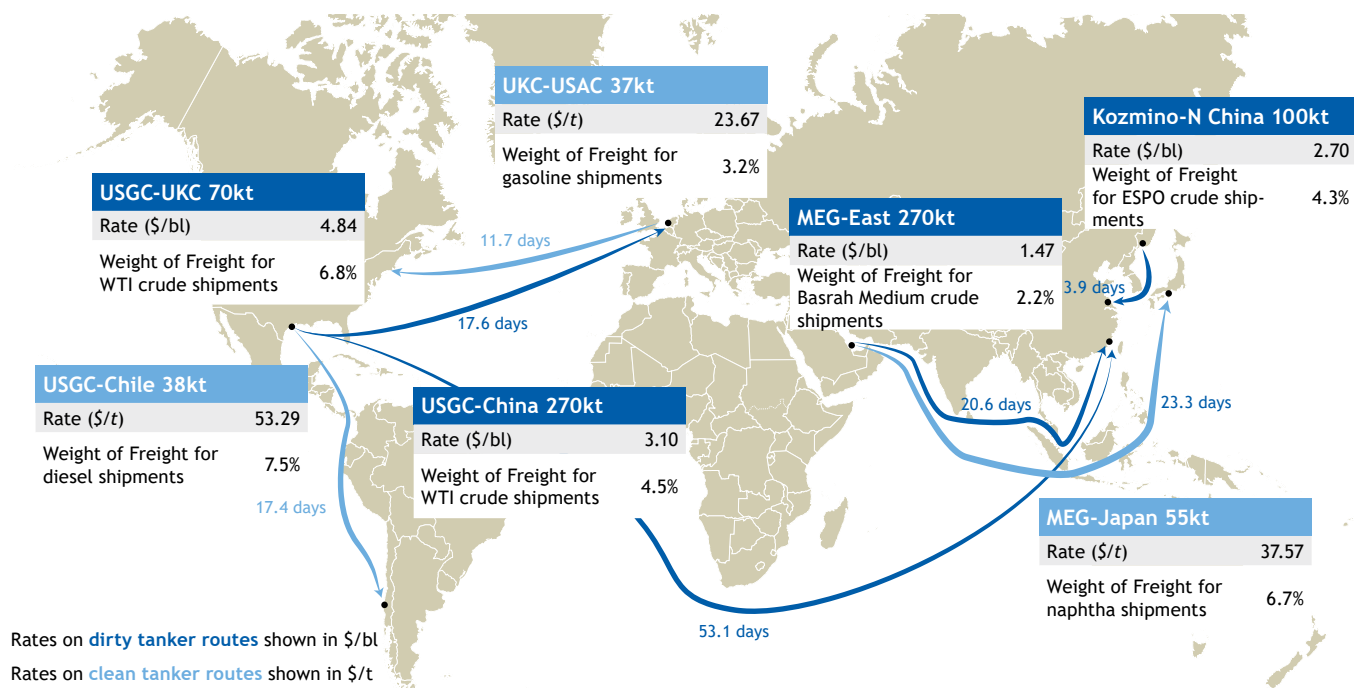 UKC-USAC 37kt
Rate ($/t) 23.67
Weight of Freight for
gasoline shipments
3.2%
Kozmino-N China 100kt
Rate ($/bl) 2.70
Weight of Freight
for ESPO crude ship-
ments
4.3%
USGC-UKC 70kt
Rate ($/bl) 4.84
Weight of Freight for
WTI crude shipments
6.8%
MEG-East 270kt
Rate ($/bl) 1.47
Weight of Freight for
Basrah Medium crude
shipments
2.2%
11.7 days
17.6 days
3.9 days
USGC-Chile 38kt
Rate ($/t) 53.29
Weight of Freight for
diesel shipments
7.5%
17.4 days
USGC-China 270kt
Rate ($/bl) 3.10
Weight of Freight for
WTI crude shipments
4.5%
20.6 days
23.3 days
MEG-Japan 55kt
Rate ($/t) 37.57
Weight of Freight for
naphtha shipments
6.7%
53.1 days
Rates on dirty tanker routes shown in $/bl
Rates on clean tanker routes shown in $/t